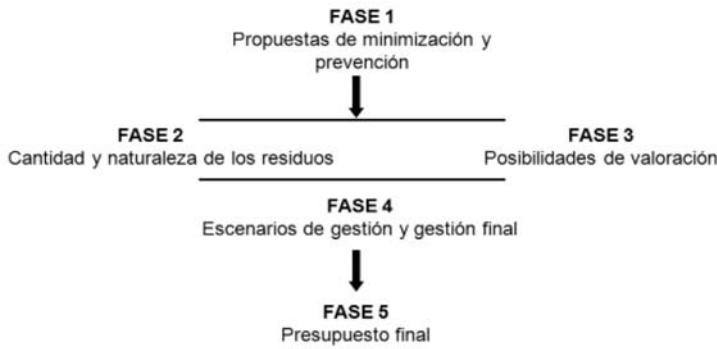 FASE 1
Propuestas de minimización y
prevención
FASE 2
Cantidad y naturaleza de los residuos
FASE 3
Posibilidades de valoración
FASE 4
Escenarios de gestión y gestión final
FASE 5
Presupuesto final